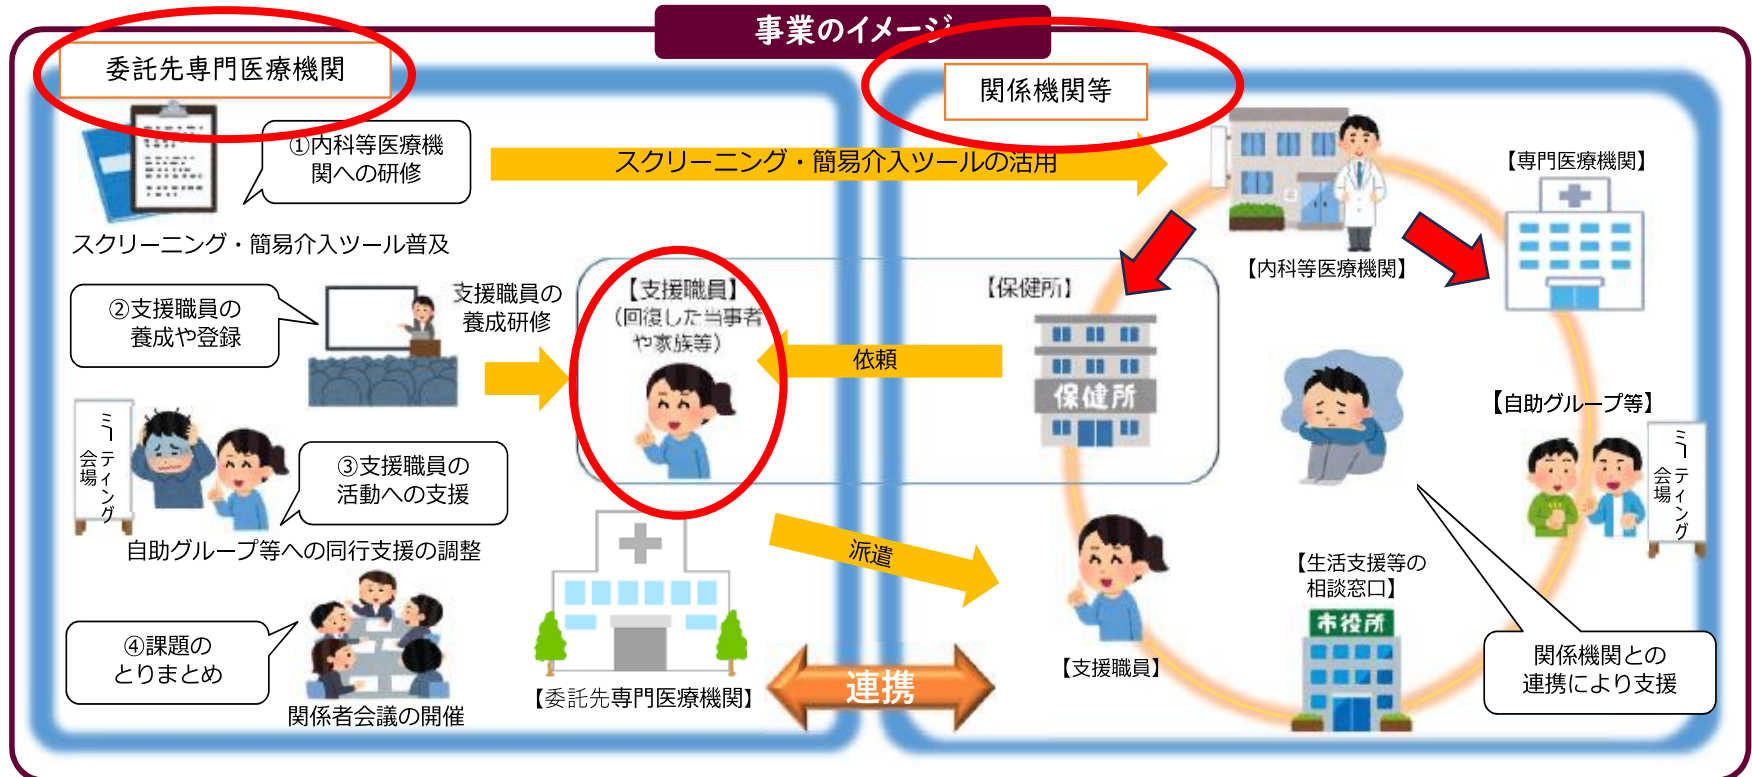 事業のイメージ
委託先専門医療機関
①内科等医療機
関への研修
スクリーニング・簡易介入ツール普及
②支援職員の
養成や登録
支援職員の
養成研修
ミーティング
会場
③支援職員の
活動への支援
自助グループ等への同行支援の調整
④課題の
とりまとめ
関係者会議の開催
【支援職員】
（回復した当事者
や家族等）
【委託先専門医療機関】
スクリーニング・簡易介入ツールの活用
依頼
派遣
連携
関係機関等
【内科等医療機関】
【専門医療機関】
【保健所】
保健所
【自助グループ等】
ミーティング
会場
【支援職員】
【生活支援等の
相談窓口】
市役所
関係機関との
連携により支援